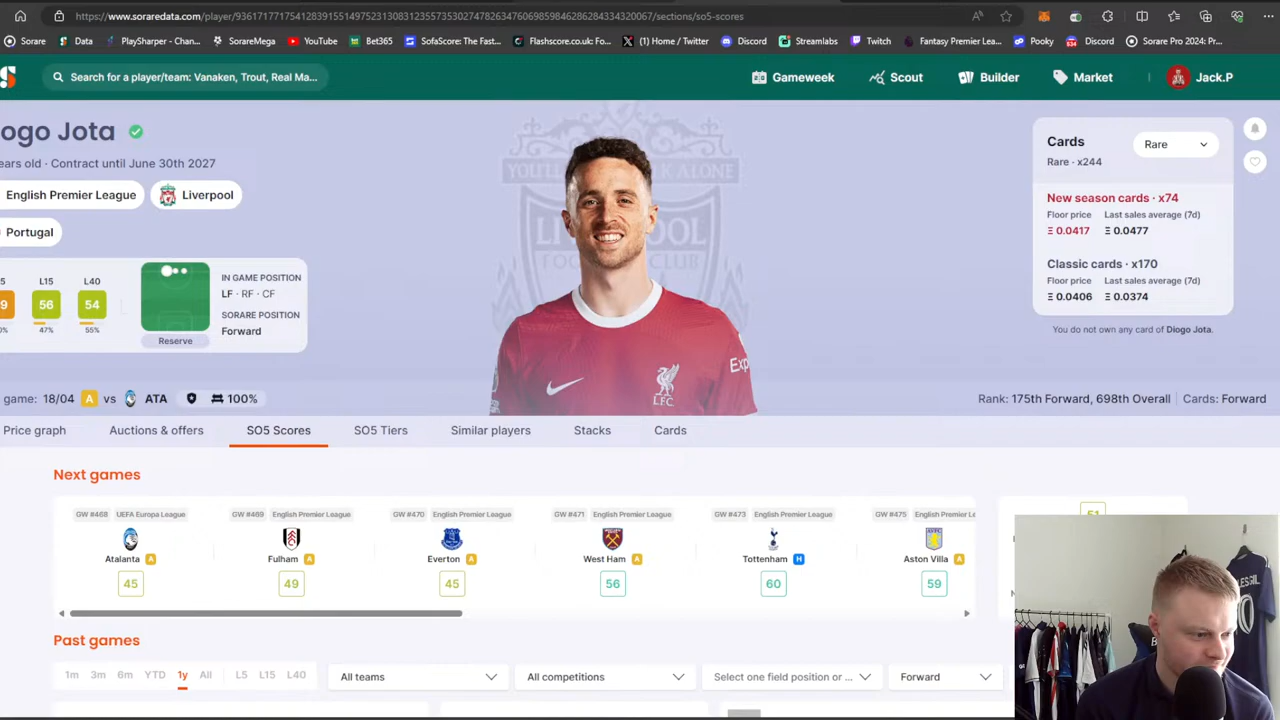 https://www.soraredata.com/player/93617177175412839155149752313083123557353027478263476069859846286284334320067/sections/so5-scores
Sorare
Data
PlaySharper - Chan...
SorareMega
YouTube
Bet365
SofaScore: The Fast...
Flashscore.co.uk: Fo...
(1) Home / Twitter
Discord
Streamlabs
Twitch
Fantasy Premier Lea...
Pooky
Discord
Sorare Pro 2024: Pr...
Search for a player/team: Vanaken, Trout, Real Ma...
Gameweek
Scout
Builder
Market
Jack.P
ogo Jota
ears old · Contract until June 30th 2027
English Premier League
Liverpool
Portugal
5 L15 L40
9 56 54
0% 47% 55%
Reserve
IN GAME POSITION
LF · RF · CF
SORARE POSITION
Forward
Cards
Rare
Rare · x244
New season cards · x74
Floor price Last sales average (7d)
Ξ 0.0417 Ξ 0.0477
Classic cards · x170
Floor price Last sales average (7d)
Ξ 0.0406 Ξ 0.0374
You do not own any card of Diogo Jota.
Exp
LFC
game: 18/04 A vs ATA 100%
Rank: 175th Forward, 698th Overall Cards: Forward
Price graph
Auctions & offers
SO5 Scores
SO5 Tiers
Similar players
Stacks
Cards
Next games
GW #468 UEFA Europa League
GW #469 English Premier League
GW #470 English Premier League
GW #471 English Premier League
GW #473 English Premier League
GW #475 English Premier Le
Atalanta A
Fulham A
Everton A
West Ham A
Tottenham H
Aston Villa A
45 49 45 56 60 59
51
Past games
1m 3m 6m YTD 1y All
L5 L15 L40
All teams
All competitions
Select one field position or ...
Forward